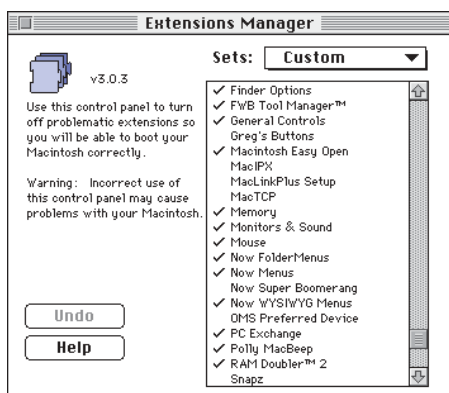 Extensions Manager
v3.0.3
Use this control panel to turn
off problematic extensions so
you will be able to boot your
Macintosh correctly.
Warning: Incorrect use of
this control panel may cause
problems with your Macintosh.
Undo
Help
Sets: Custom
✓ Finder Options
✓ FWB Tool Manager™
✓ General Controls
Greg's Buttons
✓ Macintosh Easy Open
MacIPX
MacLinkPlus Setup
MacTCP
✓ Memory
✓ Monitors & Sound
✓ Mouse
✓ Now FolderMenus
✓ Now Menus
Now Super Boomerang
✓ Now WYSIWYG Menus
OMS Preferred Device
✓ PC Exchange
✓ Polly MacBeep
✓ RAM Doubler™ 2
Snapz